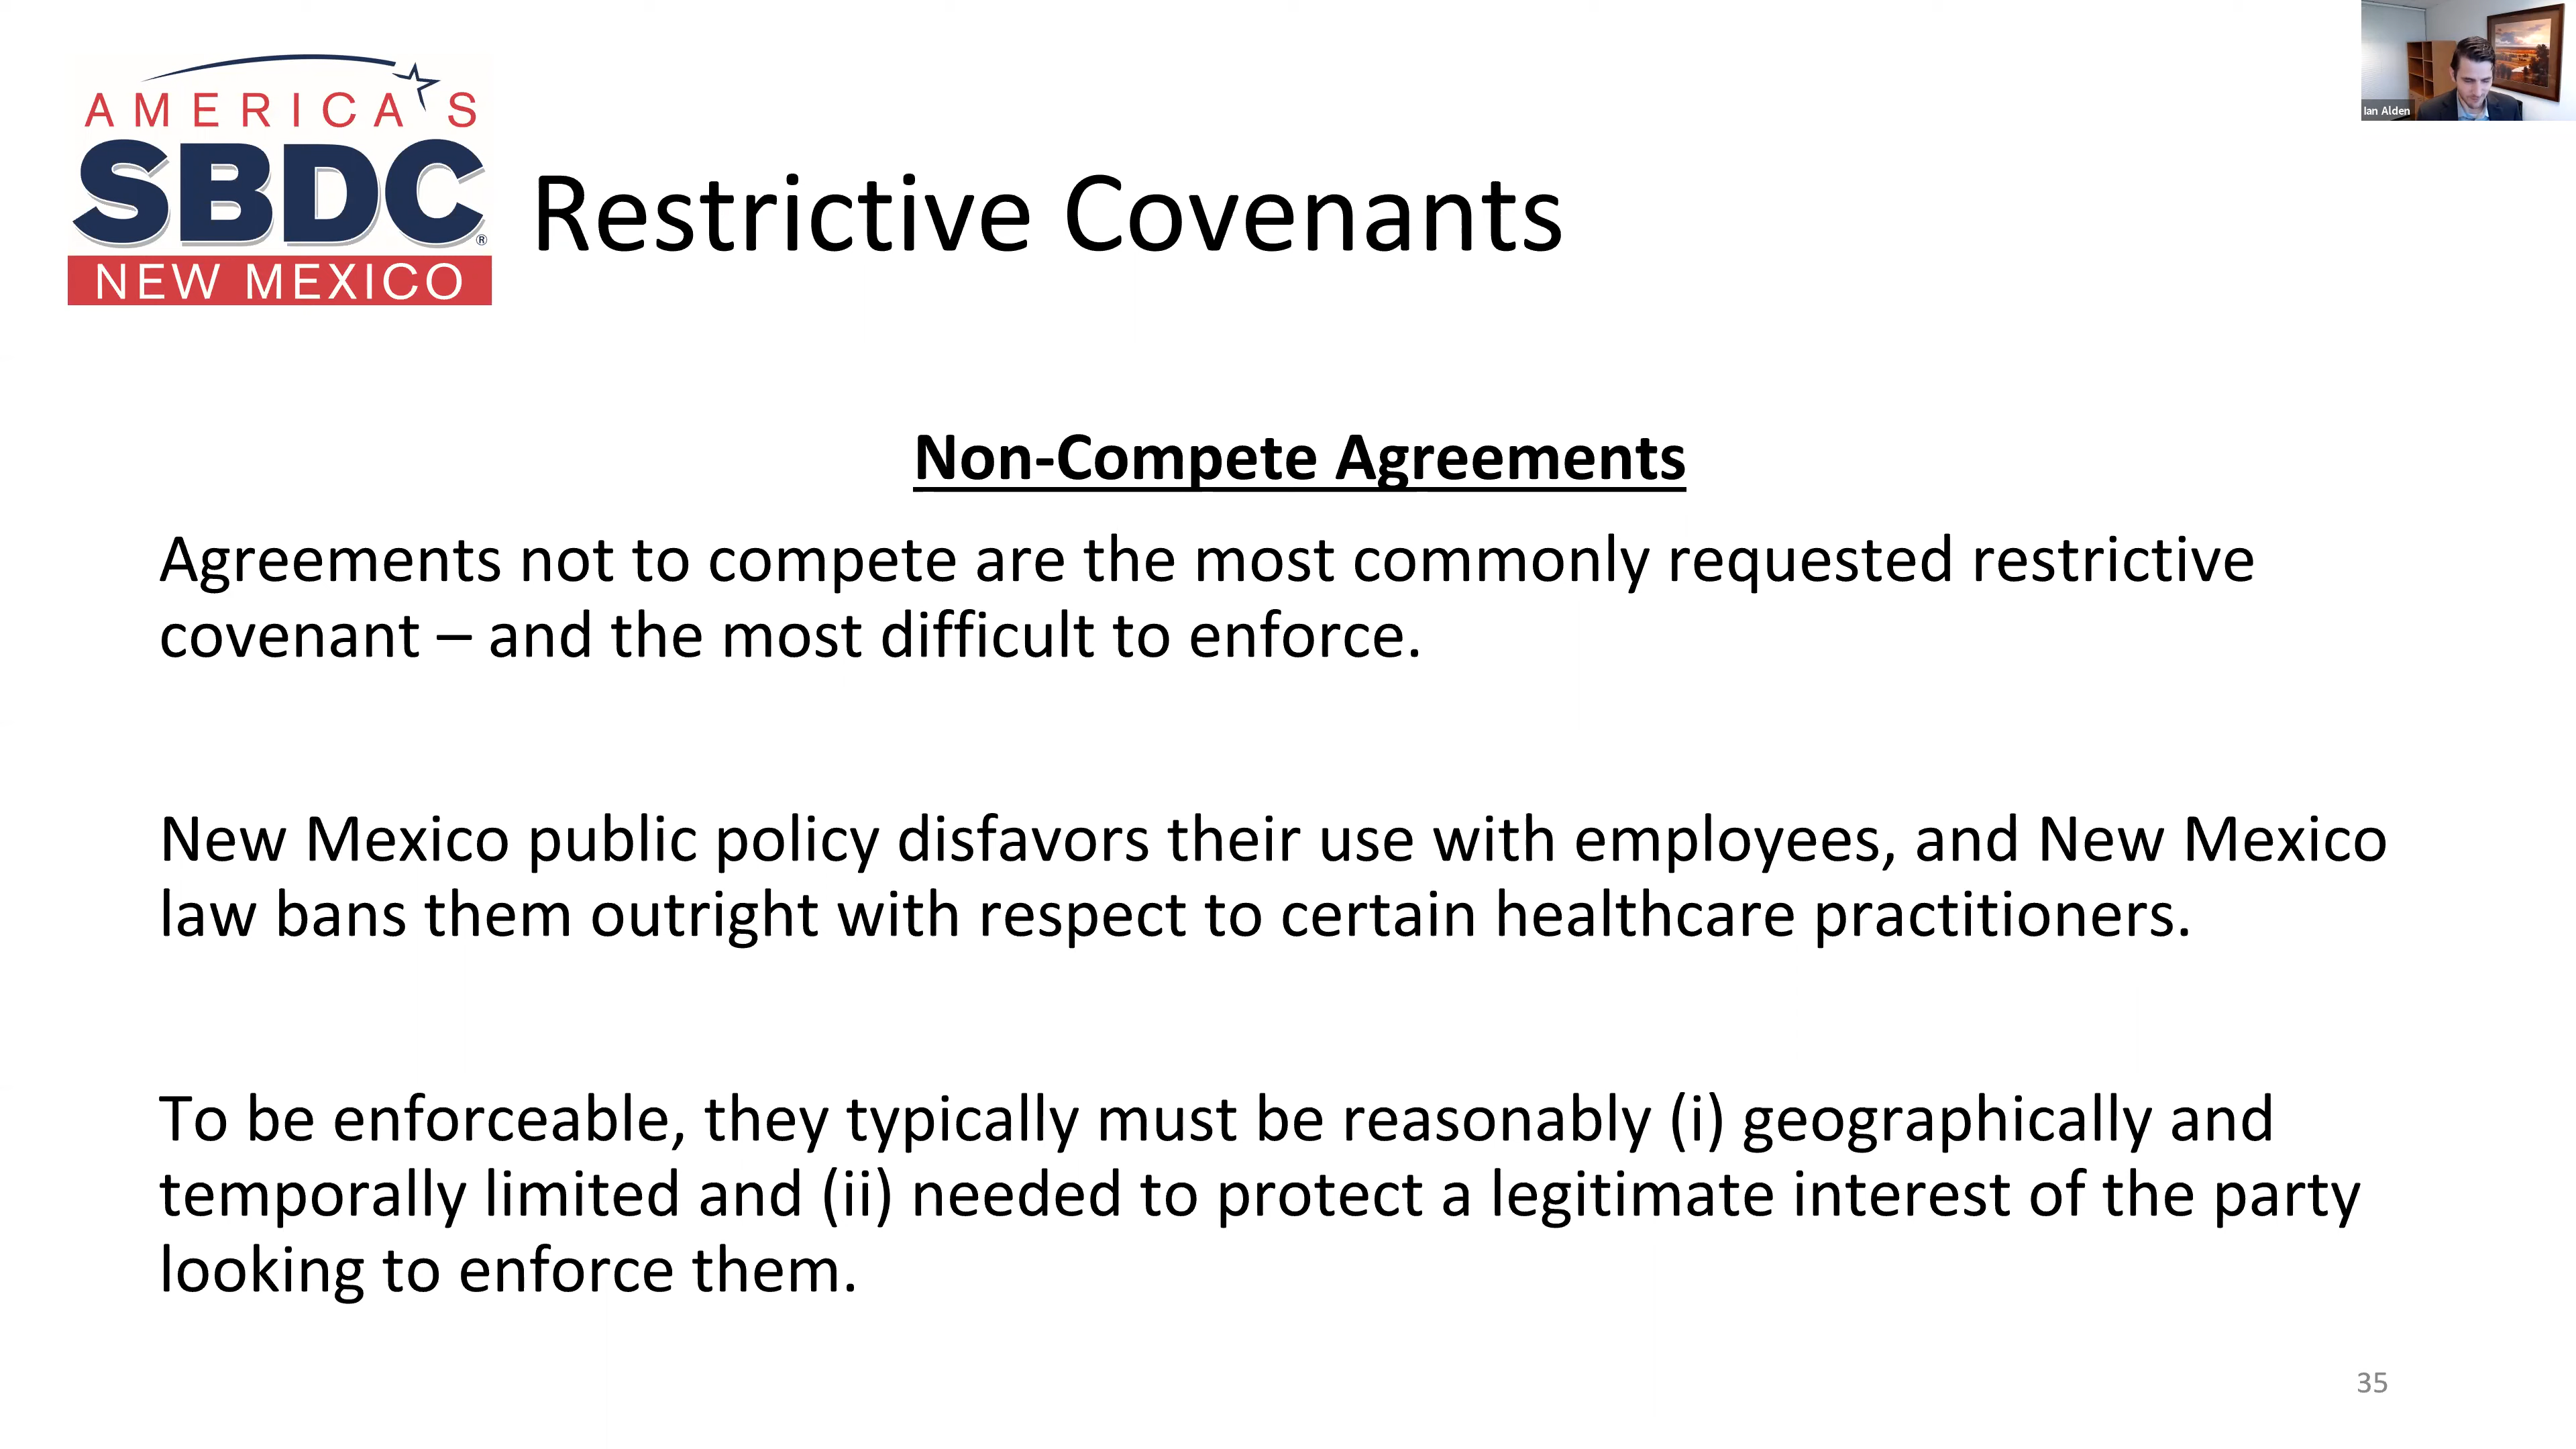 AMERICA'S
SBDC®
NEW MEXICO
Ian Alden
Restrictive Covenants
Non-Compete Agreements
Agreements not to compete are the most commonly requested restrictive
covenant – and the most difficult to enforce.
New Mexico public policy disfavors their use with employees, and New Mexico
law bans them outright with respect to certain healthcare practitioners.
To be enforceable, they typically must be reasonably (i) geographically and
temporally limited and (ii) needed to protect a legitimate interest of the party
looking to enforce them.
35